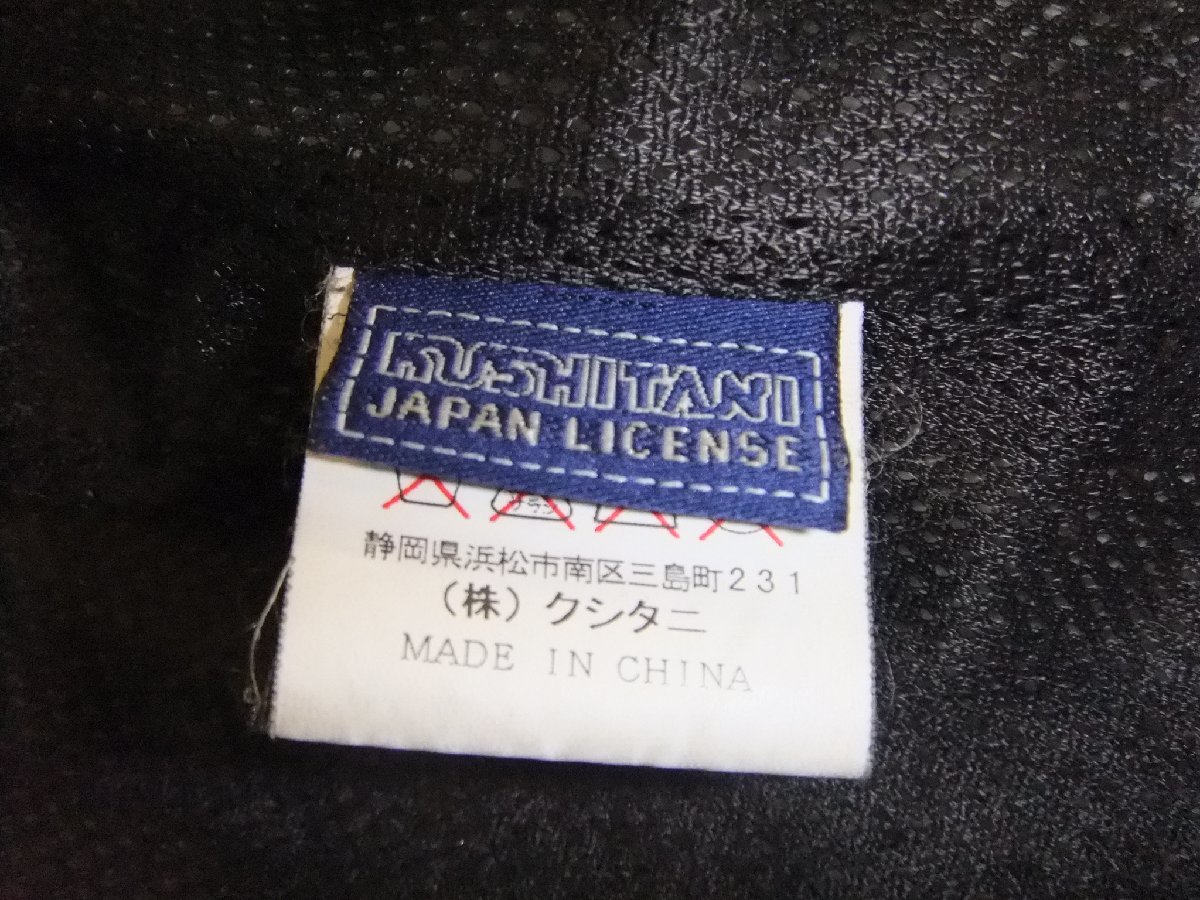 KUSHITANI
JAPAN LICENSE
静岡県浜松市南区三島町231
(株)クシタニ
MADE IN CHINA